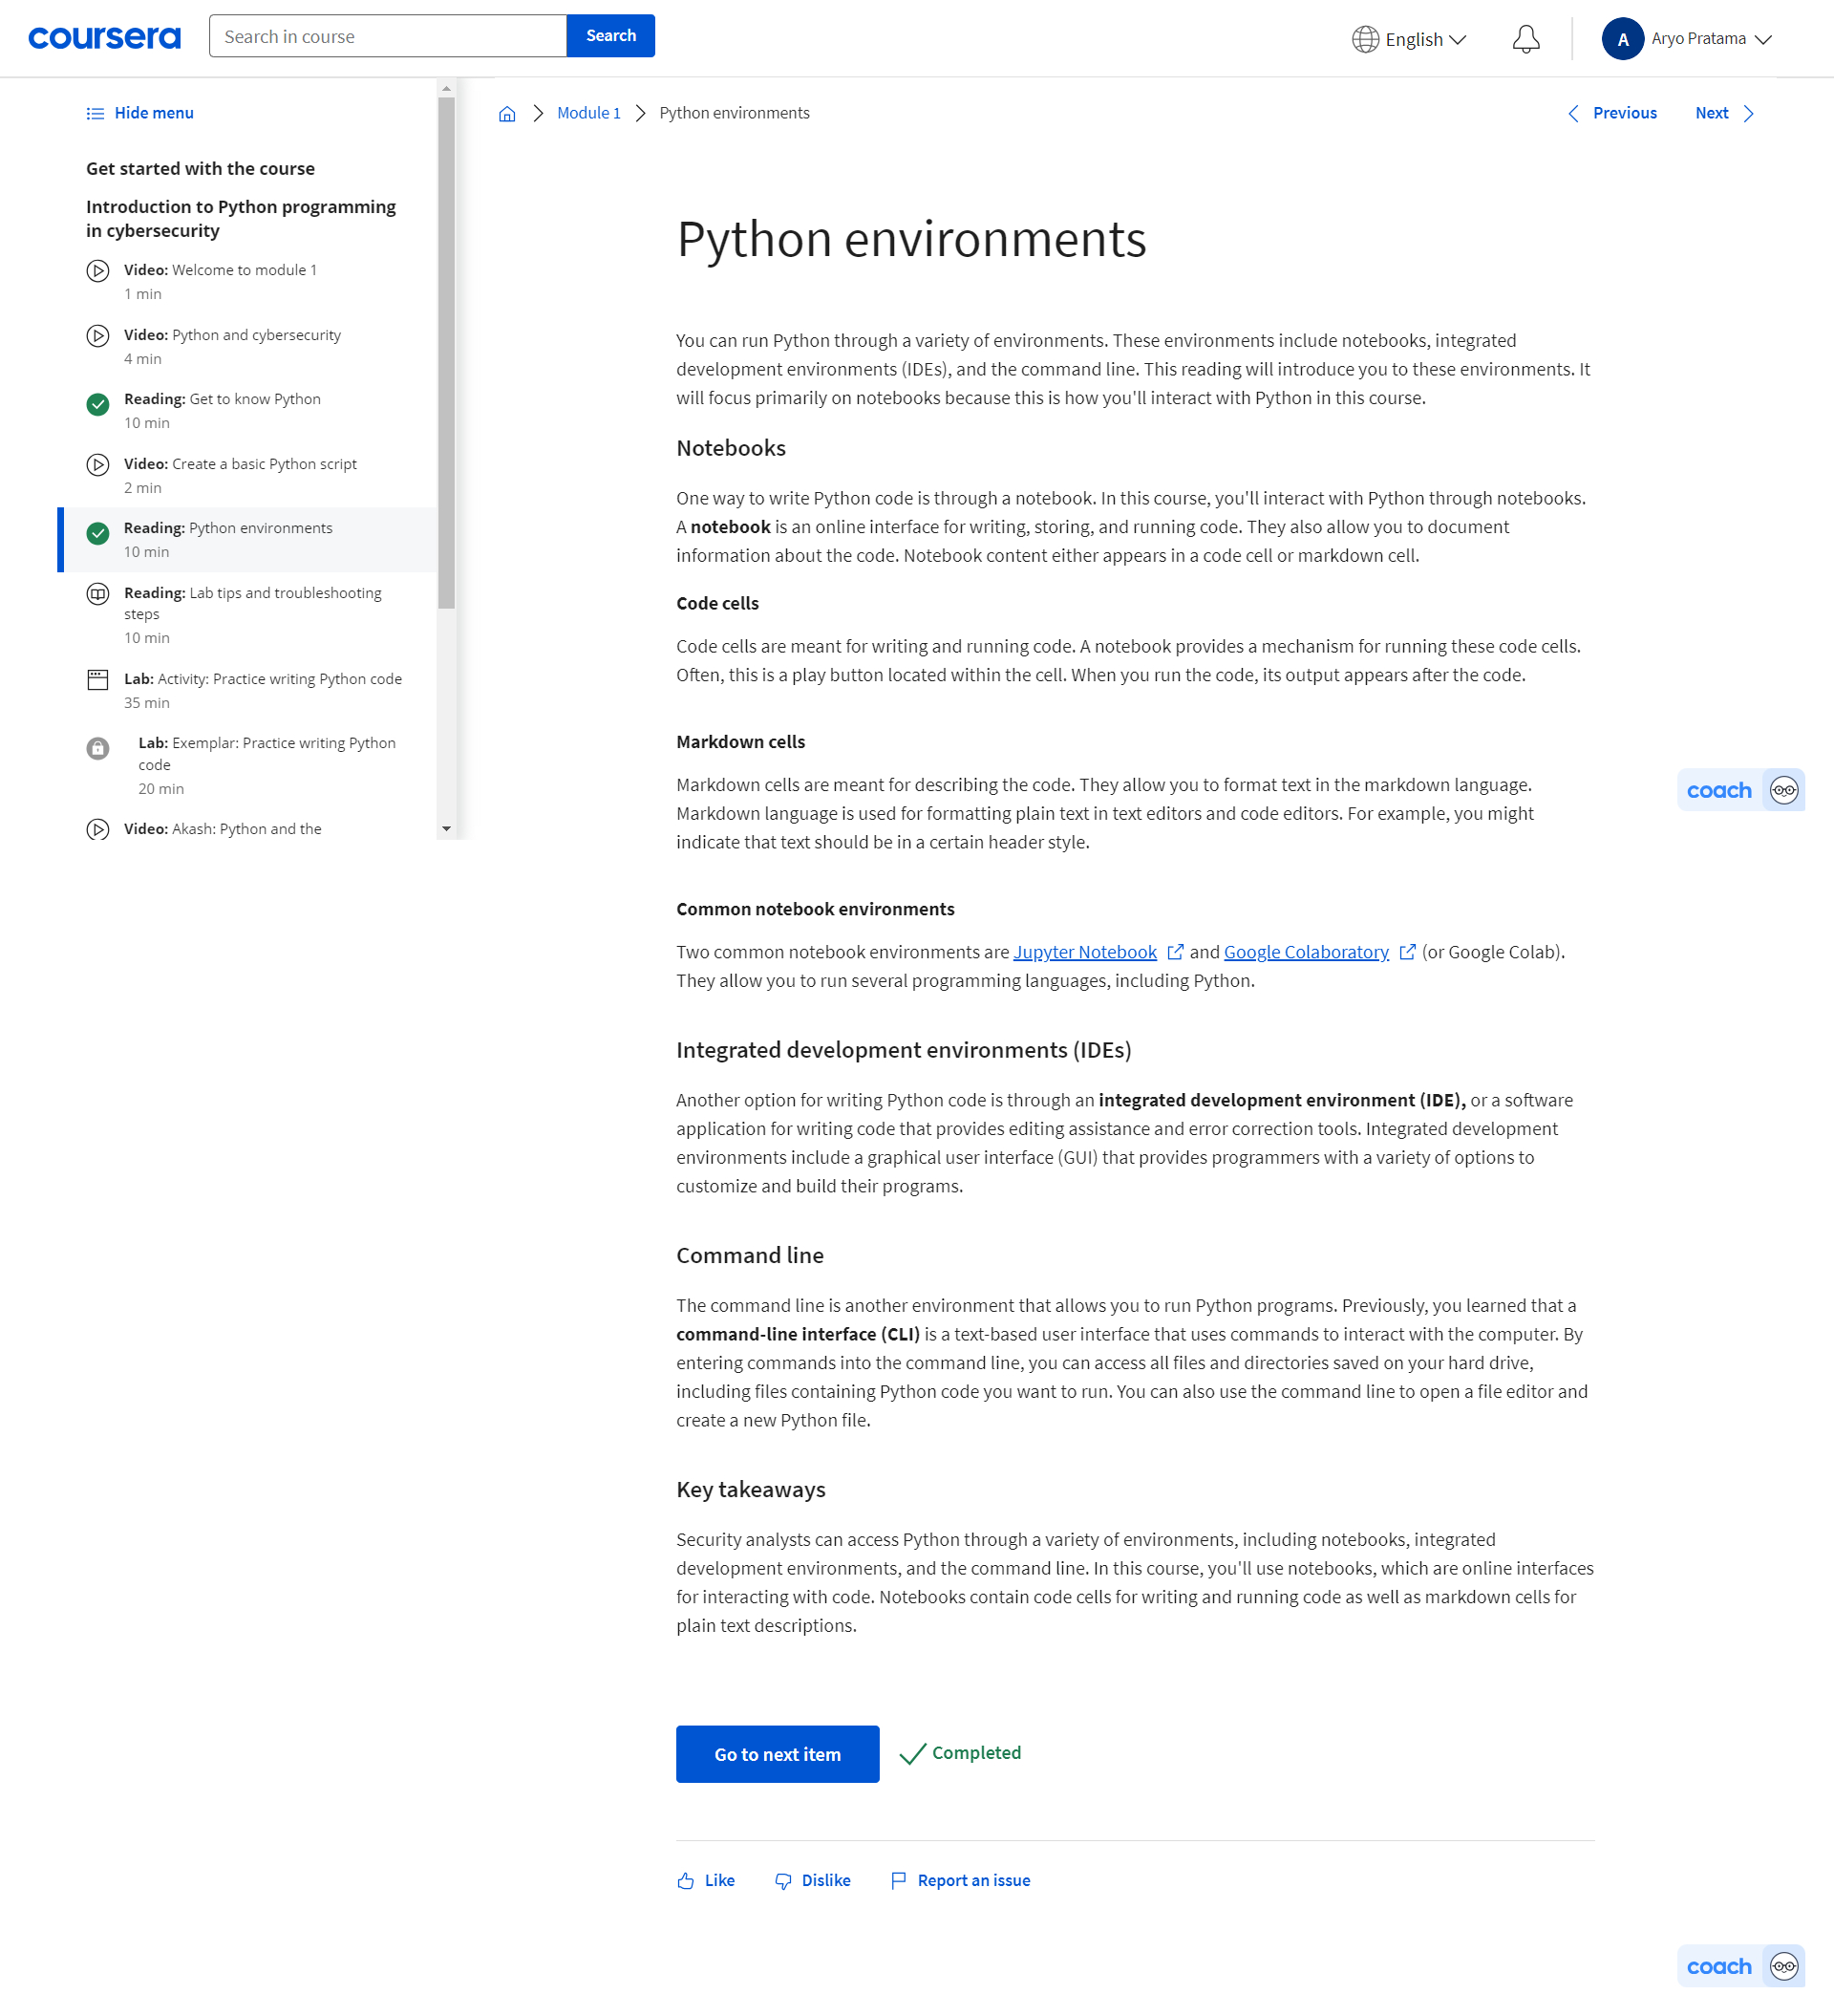 coursera
Search in course
Search
English
A
Aryo Pratama
Hide menu
Get started with the course
Introduction to Python programming
in cybersecurity
Video: Welcome to module 1
1 min
Video: Python and cybersecurity
4 min
Reading: Get to know Python
10 min
Video: Create a basic Python script
2 min
Reading: Python environments
10 min
Reading: Lab tips and troubleshooting
steps
10 min
Lab: Activity: Practice writing Python code
35 min
Lab: Exemplar: Practice writing Python
code
20 min
Video: Akash: Python and the
Module 1
Python environments
Previous
Next
Python environments
You can run Python through a variety of environments. These environments include notebooks, integrated
development environments (IDEs), and the command line. This reading will introduce you to these environments. It
will focus primarily on notebooks because this is how you'll interact with Python in this course.
Notebooks
One way to write Python code is through a notebook. In this course, you'll interact with Python through notebooks.
A notebook is an online interface for writing, storing, and running code. They also allow you to document
information about the code. Notebook content either appears in a code cell or markdown cell.
Code cells
Code cells are meant for writing and running code. A notebook provides a mechanism for running these code cells.
Often, this is a play button located within the cell. When you run the code, its output appears after the code.
Markdown cells
Markdown cells are meant for describing the code. They allow you to format text in the markdown language.
Markdown language is used for formatting plain text in text editors and code editors. For example, you might
indicate that text should be in a certain header style.
Common notebook environments
Two common notebook environments are Jupyter Notebook and Google Colaboratory (or Google Colab).
They allow you to run several programming languages, including Python.
Integrated development environments (IDEs)
Another option for writing Python code is through an integrated development environment (IDE), or a software
application for writing code that provides editing assistance and error correction tools. Integrated development
environments include a graphical user interface (GUI) that provides programmers with a variety of options to
customize and build their programs.
Command line
The command line is another environment that allows you to run Python programs. Previously, you learned that a
command-line interface (CLI) is a text-based user interface that uses commands to interact with the computer. By
entering commands into the command line, you can access all files and directories saved on your hard drive,
including files containing Python code you want to run. You can also use the command line to open a file editor and
create a new Python file.
Key takeaways
Security analysts can access Python through a variety of environments, including notebooks, integrated
development environments, and the command line. In this course, you'll use notebooks, which are online interfaces
for interacting with code. Notebooks contain code cells for writing and running code as well as markdown cells for
plain text descriptions.
Go to next item
Completed
Like
Dislike
Report an issue
coach
coach